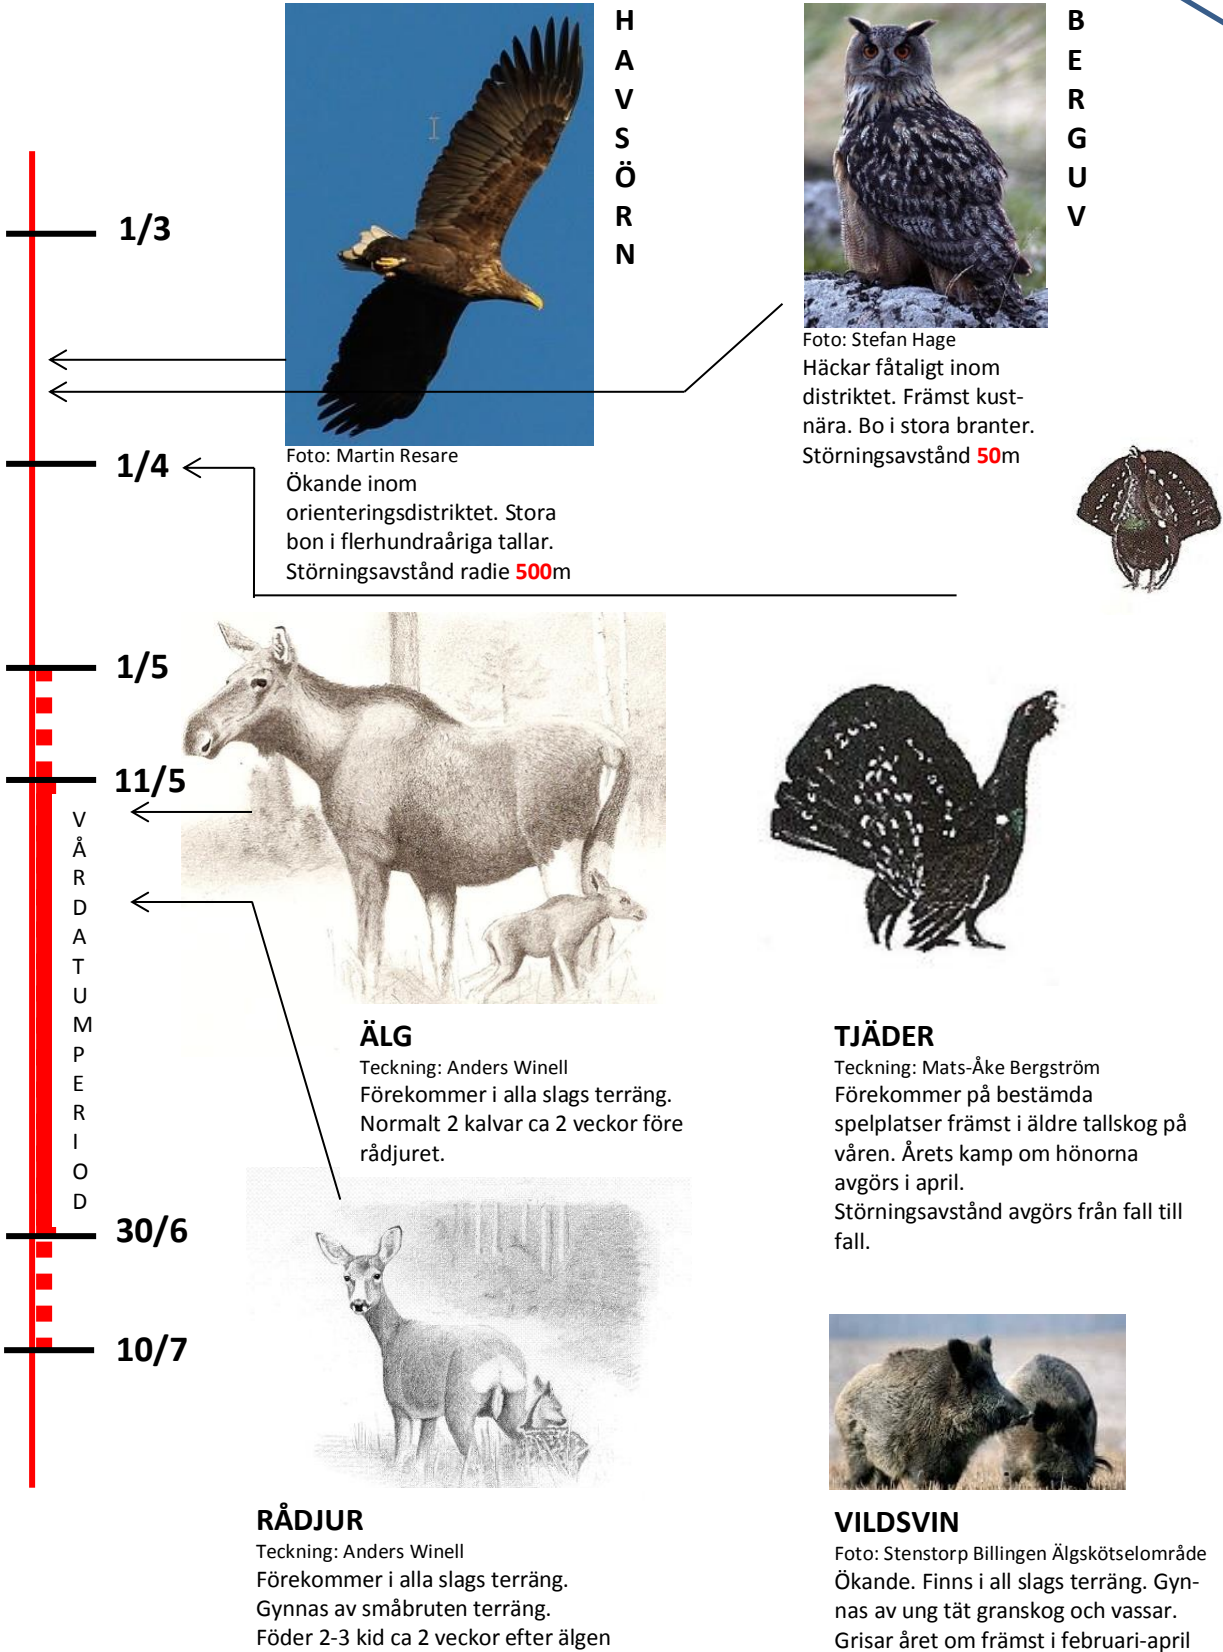 HAVSÖRN
BERGUV
1/3
Foto: Stefan Hage
Häckar fåtaligt inom
distriktet. Främst kust-
nära. Bo i stora branter.
Störningsavstånd 50m
1/4
Foto: Martin Resare
Ökande inom
orienteringsdistriktet. Stora
bon i flerhundraåriga tallar.
Störningsavstånd radie 500m
1/5
11/5
VÅRDATUMPERIOD
ÄLG
Teckning: Anders Winell
Förekommer i alla slags terräng.
Normalt 2 kalvar ca 2 veckor före
rådjuret.
TJÄDER
Teckning: Mats-Åke Bergström
Förekommer på bestämda
spelplatser främst i äldre tallskog på
våren. Årets kamp om hönorna
avgörs i april.
Störningsavstånd avgörs från fall till
fall.
30/6
10/7
RÅDJUR
Teckning: Anders Winell
Förekommer i alla slags terräng.
Gynnas av småbruten terräng.
Föder 2-3 kid ca 2 veckor efter älgen
VILDSVIN
Foto: Stenstorp Billingen Älgskötselområde
Ökande. Finns i all slags terräng. Gyn-
nas av ung tät granskog och vassar.
Grisar året om främst i februari-april